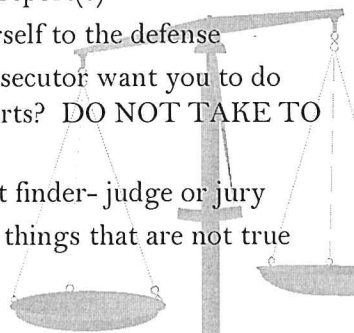 rself to the defense
secutor want you to do
rts? DO NOT TAKE TO
t finder- judge or jury
things that are not true